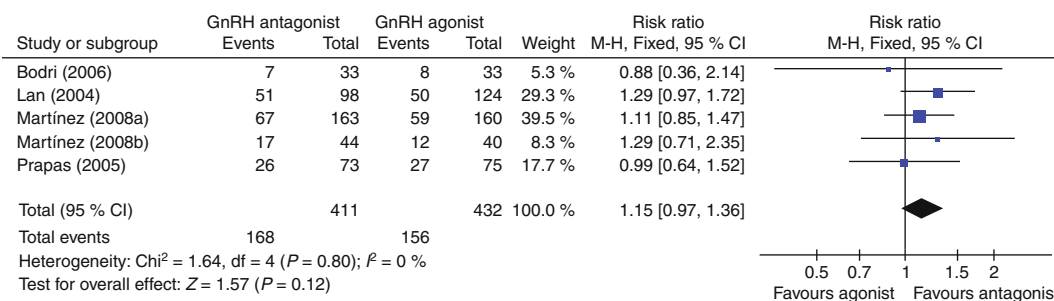 GnRH antagonist GnRH agonist Risk ratio Risk ratio
Study or subgroup Events Total Events Total Weight M-H, Fixed, 95 % CI M-H, Fixed, 95 % CI
Bodri (2006) 7 33 8 33 5.3 % 0.88 [0.36, 2.14]
Lan (2004) 51 98 50 124 29.3 % 1.29 [0.97, 1.72]
Martínez (2008a) 67 163 59 160 39.5 % 1.11 [0.85, 1.47]
Martínez (2008b) 17 44 12 40 8.3 % 1.29 [0.71, 2.35]
Prapas (2005) 26 73 27 75 17.7 % 0.99 [0.64, 1.52]
Total (95 % CI) 411 432 100.0 % 1.15 [0.97, 1.36]
Total events 168 156
Heterogeneity: Chi² = 1.64, df = 4 (P = 0.80); I² = 0 %
Test for overall effect: Z = 1.57 (P = 0.12)
0.5 0.7 1 1.5 2
Favours agonist Favours antagonis